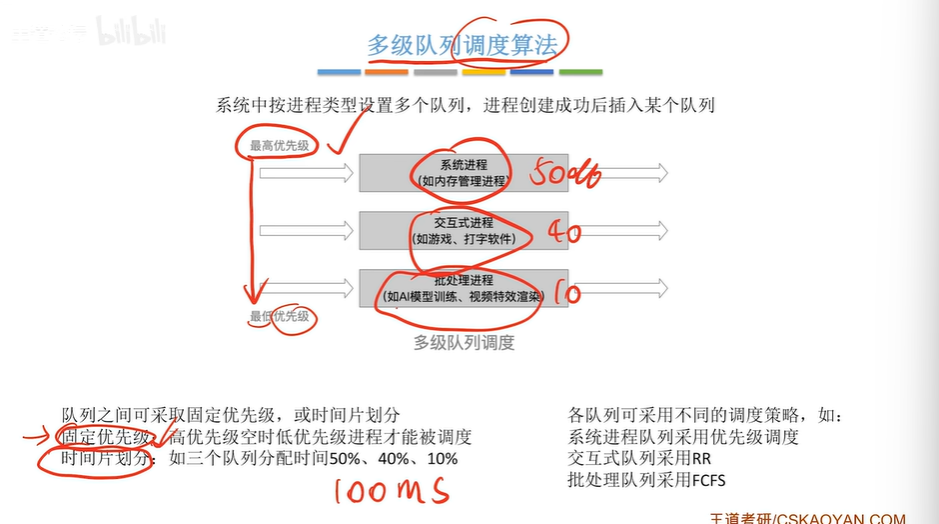 bilibili
多级队列调度算法
系统中按进程类型设置多个队列，进程创建成功后插入某个队列
最高优先级
系统进程
(如内存管理进程)
50%
交互式进程
(如游戏、打字软件)
40
批处理进程
(如AI模型训练、视频特效渲染)
10
最低优先级
多级队列调度
队列之间可采取固定优先级，或时间片划分
固定优先级：高优先级空时低优先级进程才能被调度
时间片划分：如三个队列分配时间50%、40%、10%
100ms
各队列可采用不同的调度策略，如：
系统进程队列采用优先级调度
交互式队列采用RR
批处理队列采用FCFS
王道考研/CSKAOYAN.COM